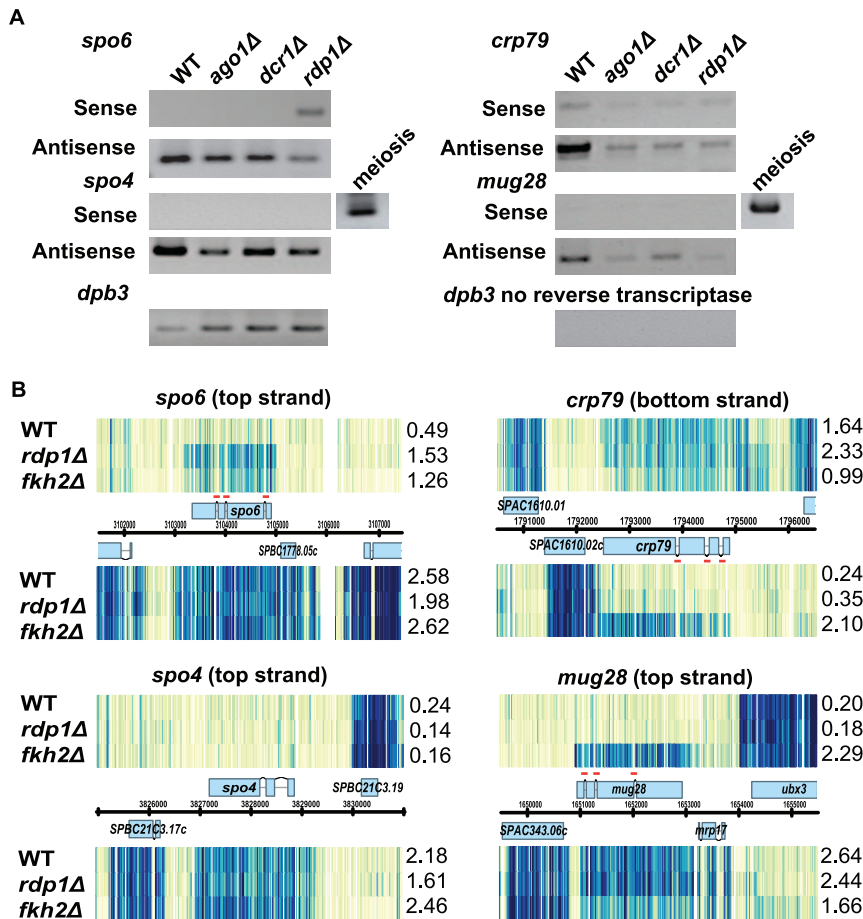 A
spo6
WT ago1Δ dcr1Δ rdp1Δ
Sense
Antisense
spo4
meiosis
Sense
Antisense
dpb3
crp79
WT ago1Δ dcr1Δ rdp1Δ
Sense
Antisense
mug28
meiosis
Sense
Antisense
dpb3 no reverse transcriptase
B
spo6 (top strand)
WT 0.49
rdp1Δ 1.53
fkh2Δ 1.26
spo6
3102000 3103000 3104000 3105000 3106000 3107000
SPBC1778.05c
WT 2.58
rdp1Δ 1.98
fkh2Δ 2.62
crp79 (bottom strand)
1.64
2.33
0.99
SPAC1610.01
1791000 1792000 1793000 1794000 1795000 1796000
SPAC1610.02c crp79
0.24
0.35
2.10
spo4 (top strand)
WT 0.24
rdp1Δ 0.14
fkh2Δ 0.16
spo4 SPBC21C3.19
3826000 3827000 3828000 3829000 3830000
SPBC21C3.17c
WT 2.18
rdp1Δ 1.61
fkh2Δ 2.46
mug28 (top strand)
0.20
0.18
2.29
mug28 ubx3
1650000 1651000 1652000 1653000 1654000 1655000
SPAC343.06c mrp17
2.64
2.44
1.66